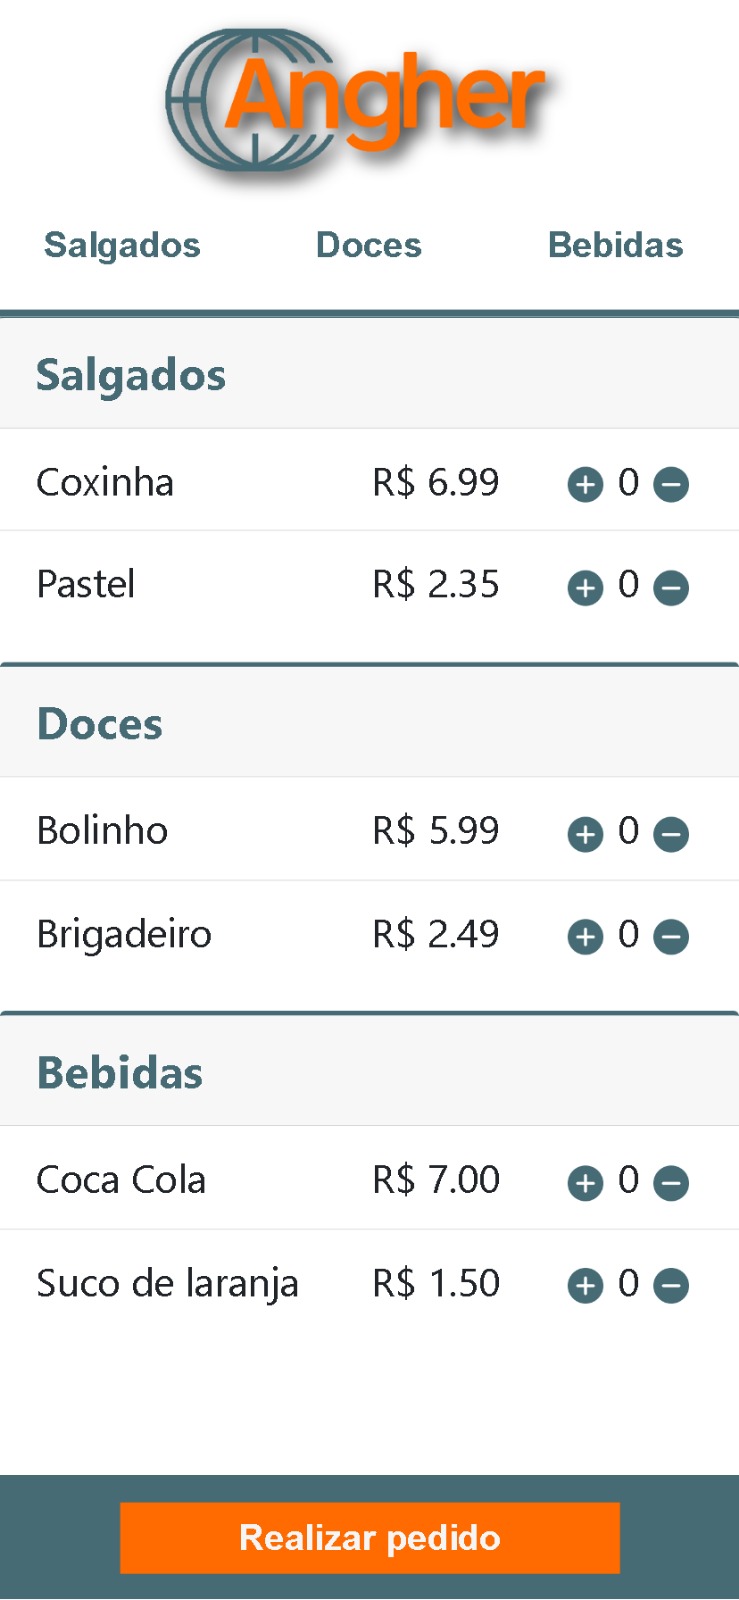 Angher
Salgados Doces Bebidas
Salgados
Coxinha R$ 6.99 + 0 −
Pastel R$ 2.35 + 0 −
Doces
Bolinho R$ 5.99 + 0 −
Brigadeiro R$ 2.49 + 0 −
Bebidas
Coca Cola R$ 7.00 + 0 −
Suco de laranja R$ 1.50 + 0 −
Realizar pedido